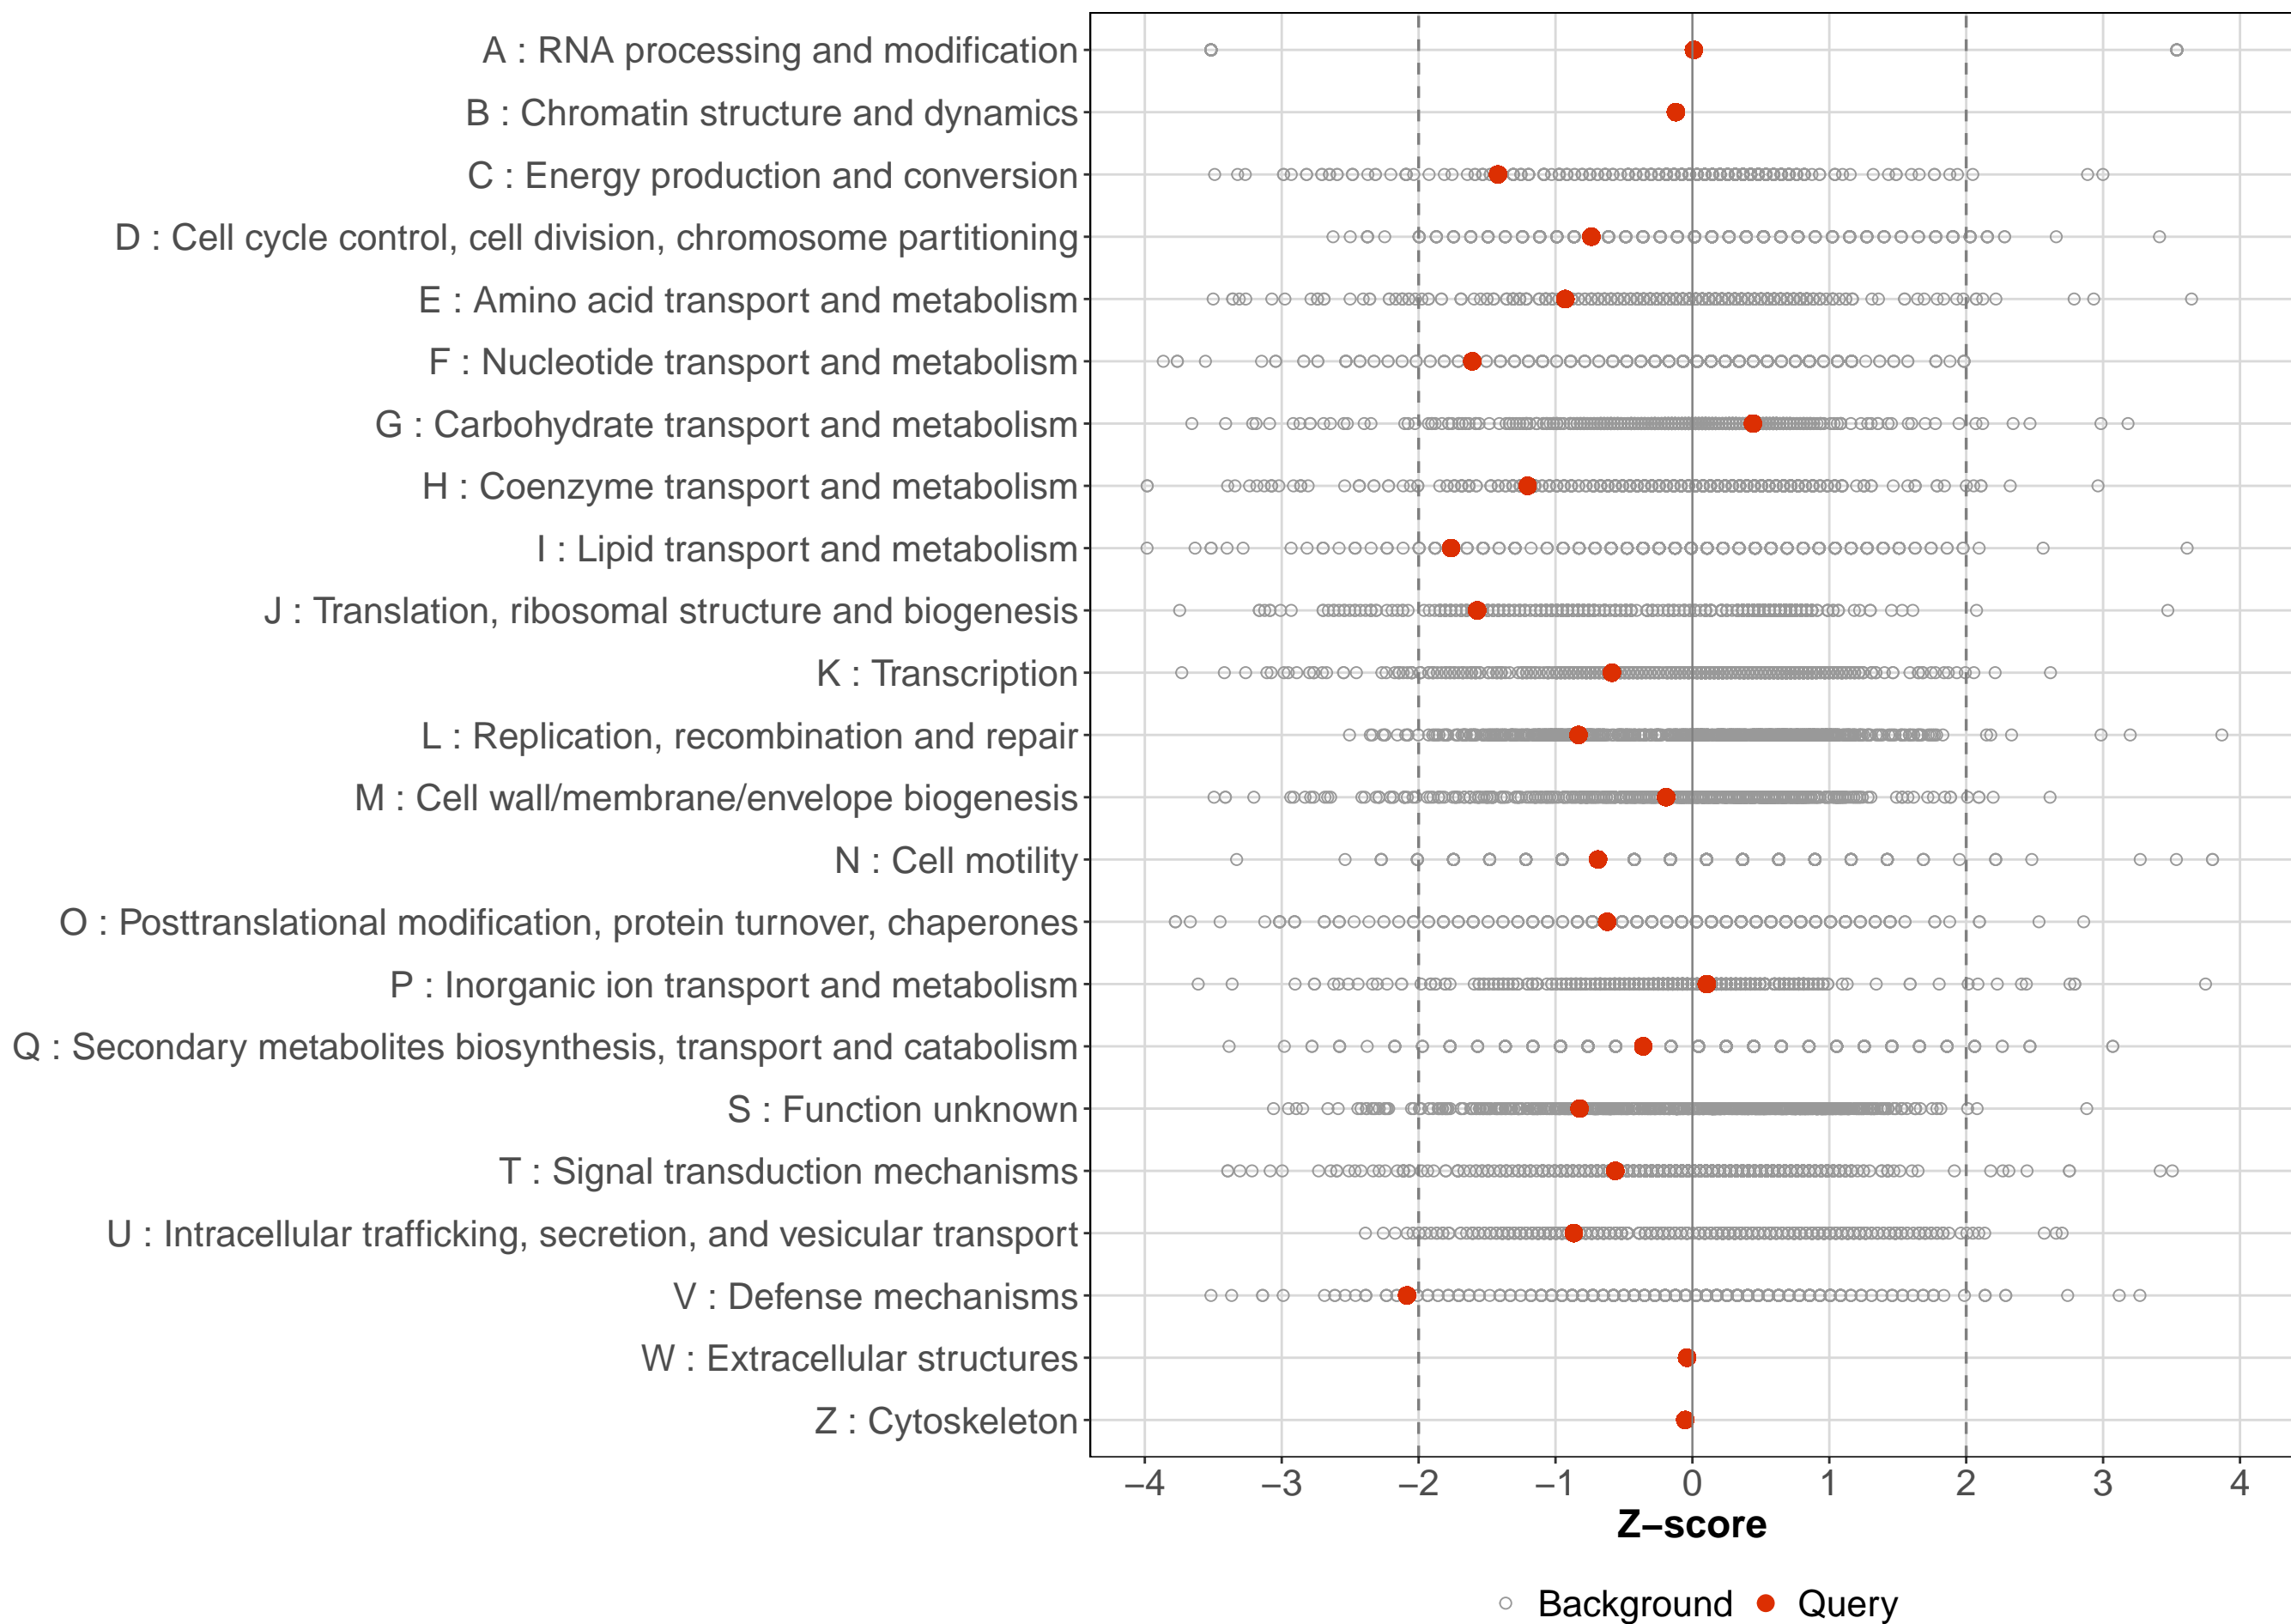 A : RNA processing and modification
B : Chromatin structure and dynamics
C : Energy production and conversion
D : Cell cycle control, cell division, chromosome partitioning
E : Amino acid transport and metabolism
F : Nucleotide transport and metabolism
G : Carbohydrate transport and metabolism
H : Coenzyme transport and metabolism
I : Lipid transport and metabolism
J : Translation, ribosomal structure and biogenesis
K : Transcription
L : Replication, recombination and repair
M : Cell wall/membrane/envelope biogenesis
N : Cell motility
O : Posttranslational modification, protein turnover, chaperones
P : Inorganic ion transport and metabolism
Q : Secondary metabolites biosynthesis, transport and catabolism
S : Function unknown
T : Signal transduction mechanisms
U : Intracellular trafficking, secretion, and vesicular transport
V : Defense mechanisms
W : Extracellular structures
Z : Cytoskeleton
−4 −3 −2 −1 0 1 2 3 4
Z−score
Background Query